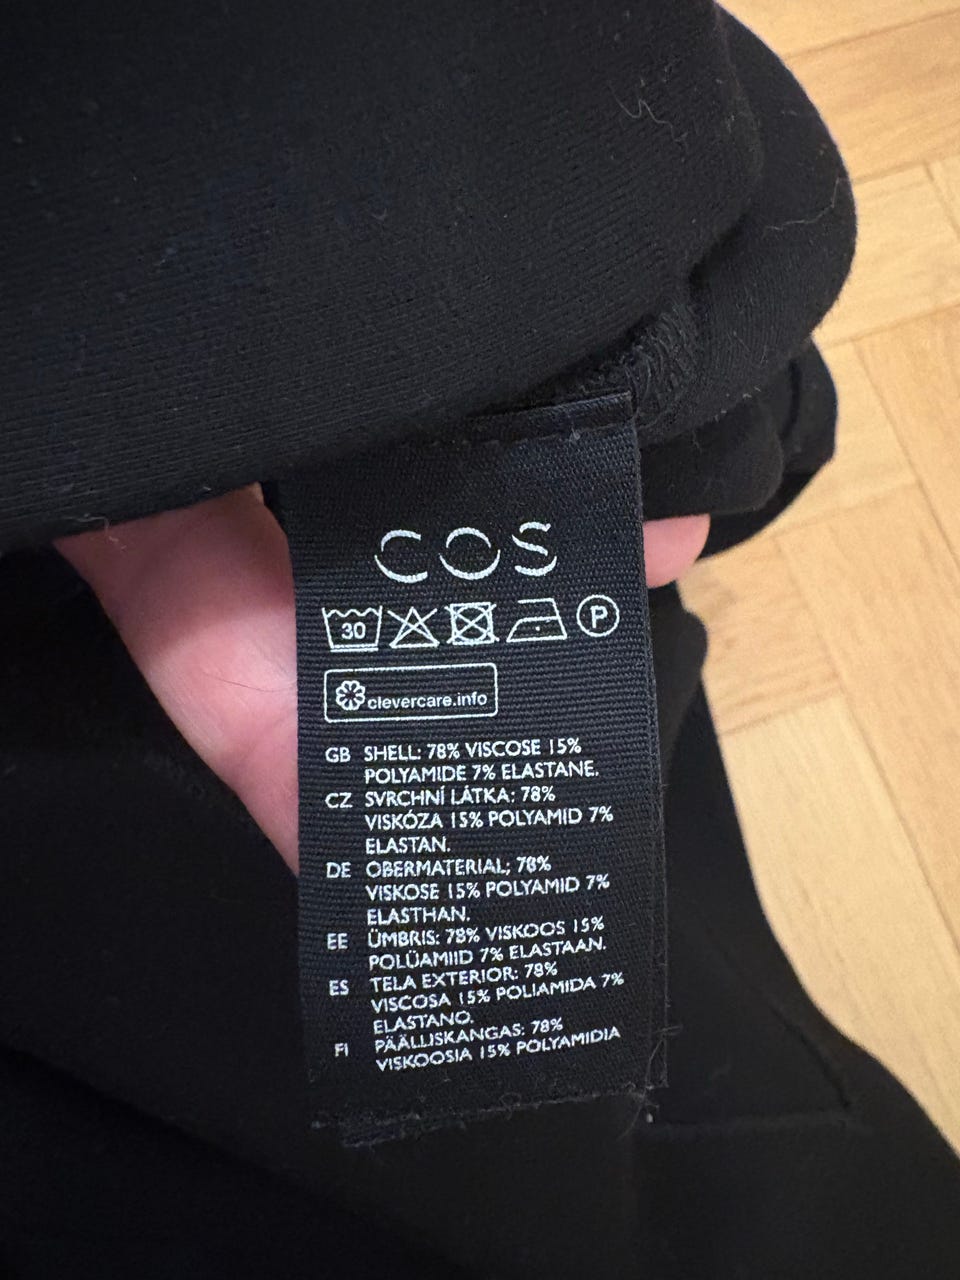 COS
30
P
clevercare.info
GB SHELL: 78% VISCOSE 15%
POLYAMIDE 7% ELASTANE.
CZ SVRCHNÍ LÁTKA: 78%
VISKÓZA 15% POLYAMID 7%
ELASTAN.
DE OBERMATERIAL; 78%
VISKOSE 15% POLYAMID 7%
ELASTHAN.
EE ÜMBRIS: 78% VISKOOS 15%
POLÜAMIID 7% ELASTAAN.
ES TELA EXTERIOR: 78%
VISCOSA 15% POLIAMIDA 7%
ELASTANO.
FI PÄÄLLISKANGAS: 78%
VISKOOSIA 15% POLYAMIDIA